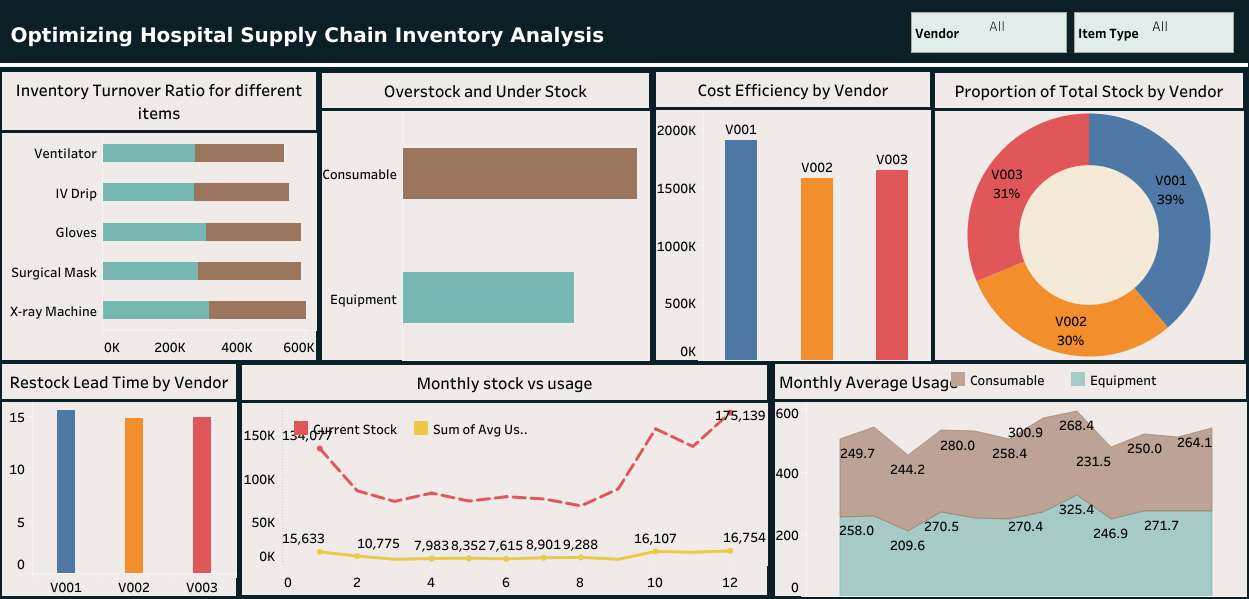 Optimizing Hospital Supply Chain Inventory Analysis
Vendor All
Item Type All
Inventory Turnover Ratio for different
items
Ventilator
IV Drip
Gloves
Surgical Mask
X-ray Machine
0K 200K 400K 600K
Overstock and Under Stock
Consumable
Equipment
Cost Efficiency by Vendor
2000K
1500K
1000K
500K
0K
V001
V002
V003
Proportion of Total Stock by Vendor
V001
39%
V003
31%
V002
30%
Restock Lead Time by Vendor
15
10
5
0
V001 V002 V003
Monthly stock vs usage
Current Stock Sum of Avg Us..
150K
100K
50K
0K
134,077
175,139
15,633 10,775 7,983 8,352 7,615 8,901 9,288 16,107 16,754
0 2 4 6 8 10 12
Monthly Average Usage
Consumable Equipment
600
400
200
0
249.7 244.2 280.0 258.4 300.9 268.4 231.5 250.0 264.1
258.0 209.6 270.5 270.4 325.4 246.9 271.7